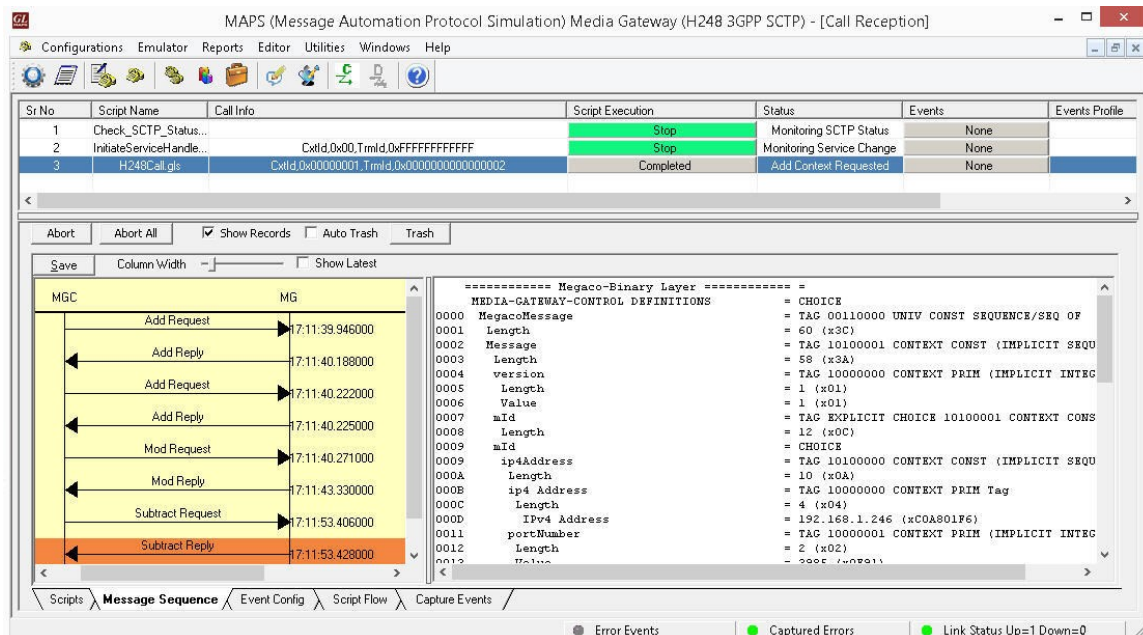 GL
MAPS (Message Automation Protocol Simulation) Media Gateway (H248 3GPP SCTP) - [Call Reception]
Configurations Emulator Reports Editor Utilities Windows Help
Sr No Script Name Call Info Script Execution Status Events Events Profile
1 Check_SCTP_Status... Stop Monitoring SCTP Status None
2 InitiateServiceHandle... CxtId,0x00,TrmId,0xFFFFFFFFFFFF Stop Monitoring Service Change None
3 H248Call.gls CxtId,0x00000001,TrmId,0x0000000000000002 Completed Add Context Requested None
Abort Abort All Show Records Auto Trash Trash
Save Column Width Show Latest
MGC MG
Add Request
17:11:39.946000
Add Reply
17:11:40.188000
Add Request
17:11:40.222000
Add Reply
17:11:40.225000
Mod Request
17:11:40.271000
Mod Reply
17:11:43.330000
Subtract Request
17:11:53.406000
Subtract Reply
17:11:53.428000
============ Megaco-Binary Layer ============ =
MEDIA-GATEWAY-CONTROL DEFINITIONS = CHOICE
0000 MegacoMessage = TAG 00110000 UNIV CONST SEQUENCE/SEQ OF
0001 Length = 60 (x3C)
0002 Message = TAG 10100001 CONTEXT CONST (IMPLICIT SEQU
0003 Length = 58 (x3A)
0004 version = TAG 10000000 CONTEXT PRIM (IMPLICIT INTEG
0005 Length = 1 (x01)
0006 Value = 1 (x01)
0007 mId = TAG EXPLICIT CHOICE 10100001 CONTEXT CONS
0008 Length = 12 (x0C)
0009 mId = CHOICE
0009 ip4Address = TAG 10100000 CONTEXT CONST (IMPLICIT SEQU
000A Length = 10 (x0A)
000B ip4 Address = TAG 10000000 CONTEXT PRIM Tag
000C Length = 4 (x04)
000D IPv4 Address = 192.168.1.246 (xC0A801F6)
0011 portNumber = TAG 10000001 CONTEXT PRIM (IMPLICIT INTEG
0012 Length = 2 (x02)
0013 Value = 3985 (x0F91)
Scripts Message Sequence Event Config Script Flow Capture Events
Error Events Captured Errors Link Status Up=1 Down=0